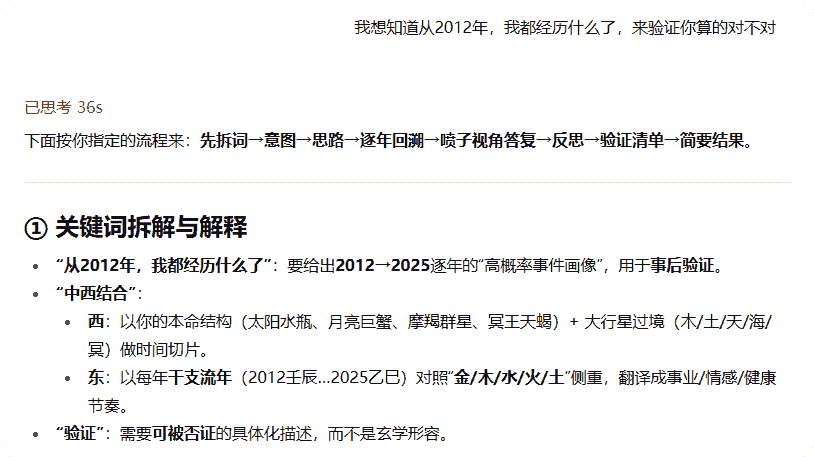 我想知道从2012年，我都经历什么了，来验证你算的对不对
已思考 36s
下面按你指定的流程来：先拆词→意图→思路→逐年回溯→喷子视角答复→反思→验证清单→简要结果。
① 关键词拆解与解释
“从2012年，我都经历什么了”：要给出2012→2025逐年的“高概率事件画像”，用于事后验证。
“中西结合”：
西：以你的本命结构（太阳水瓶、月亮巨蟹、摩羯群星、冥王天蝎）+ 大行星过境（木/土/天/海/
冥）做时间切片。
东：以每年干支流年（2012壬辰…2025乙巳）对照“金/木/水/火/土”侧重，翻译成事业/情感/健康
节奏。
“验证”：需要可被否证的具体化描述，而不是玄学形容。